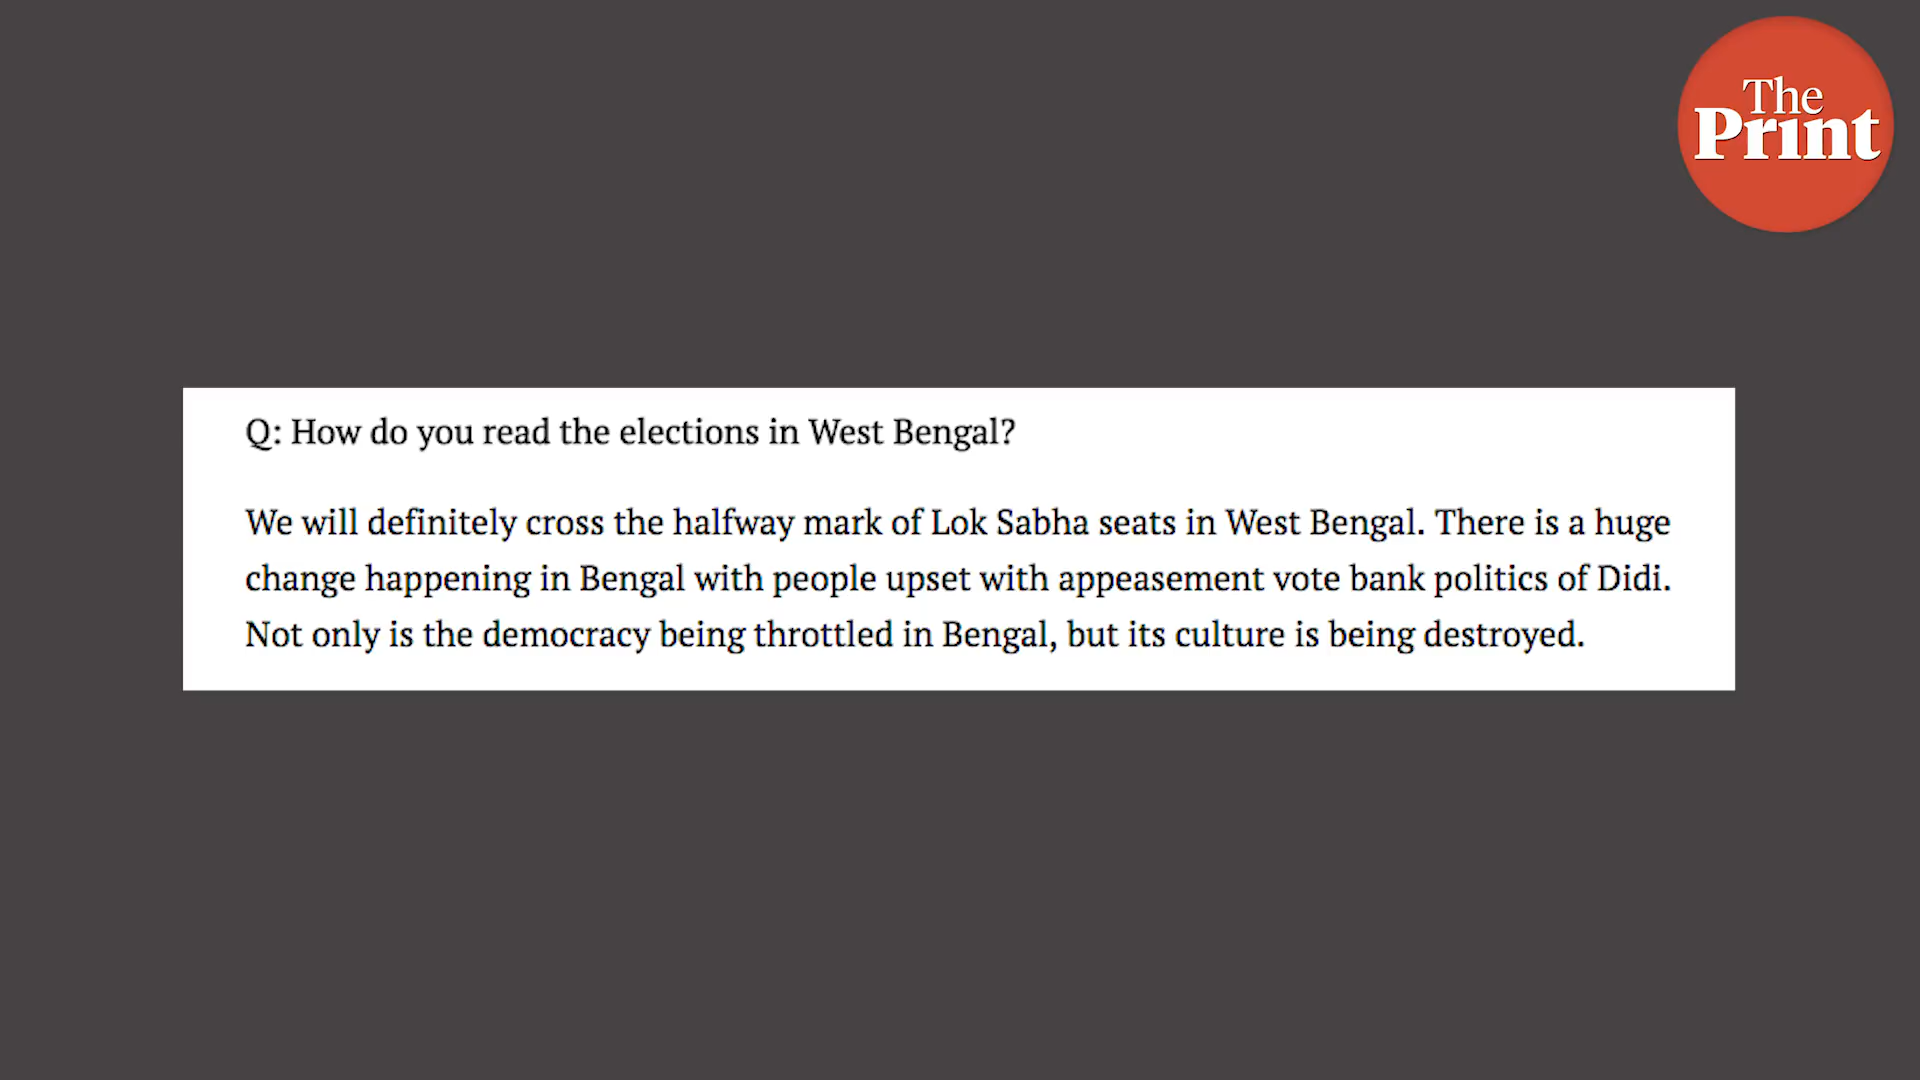 The
Print
Q: How do you read the elections in West Bengal?
We will definitely cross the halfway mark of Lok Sabha seats in West Bengal. There is a huge
change happening in Bengal with people upset with appeasement vote bank politics of Didi.
Not only is the democracy being throttled in Bengal, but its culture is being destroyed.